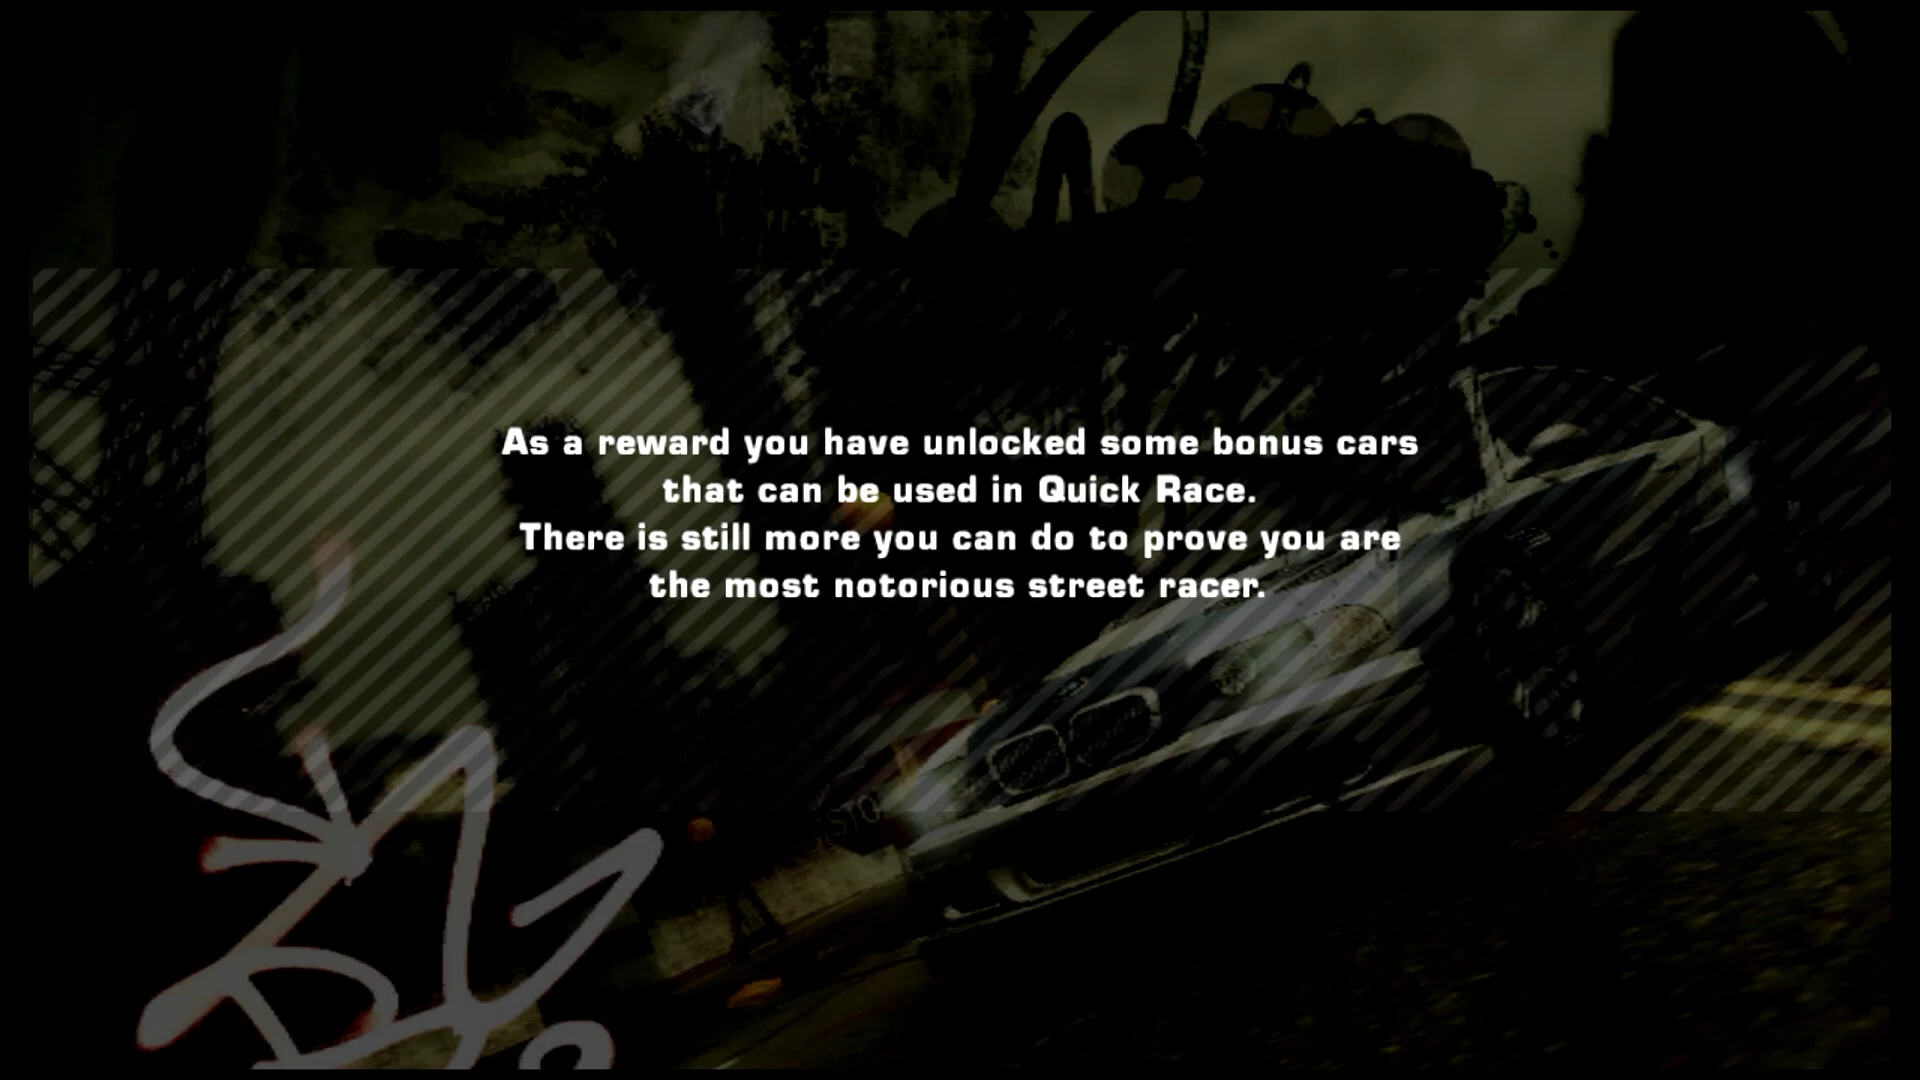 As a reward you have unlocked some bonus cars
that can be used in Quick Race.
There is still more you can do to prove you are
the most notorious street racer.
STO